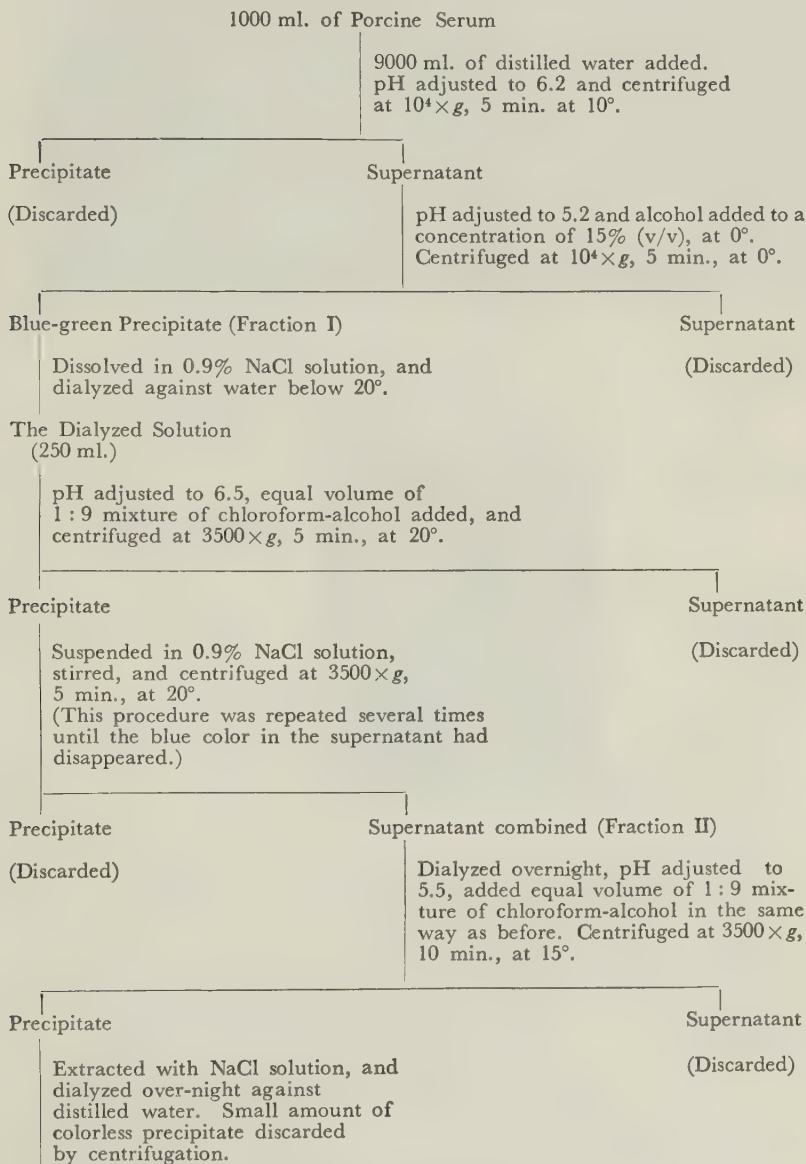 1000 ml. of Porcine Serum
9000 ml. of distilled water added.
pH adjusted to 6.2 and centrifuged
at 10⁴×g, 5 min. at 10°.
Precipitate
Supernatant
(Discarded)
pH adjusted to 5.2 and alcohol added to a
concentration of 15% (v/v), at 0°.
Centrifuged at 10⁴×g, 5 min., at 0°.
Blue-green Precipitate (Fraction I)
Supernatant
Dissolved in 0.9% NaCl solution, and
dialyzed against water below 20°.
(Discarded)
The Dialyzed Solution
(250 ml.)
pH adjusted to 6.5, equal volume of
1 : 9 mixture of chloroform-alcohol added, and
centrifuged at 3500×g, 5 min., at 20°.
Precipitate
Supernatant
(Discarded)
Suspended in 0.9% NaCl solution,
stirred, and centrifuged at 3500×g,
5 min., at 20°.
(This procedure was repeated several times
until the blue color in the supernatant had
disappeared.)
Precipitate
Supernatant combined (Fraction II)
(Discarded)
Dialyzed overnight, pH adjusted to
5.5, added equal volume of 1 : 9 mix-
ture of chloroform-alcohol in the same
way as before. Centrifuged at 3500×g,
10 min., at 15°.
Precipitate
Supernatant
(Discarded)
Extracted with NaCl solution, and
dialyzed over-night against
distilled water. Small amount of
colorless precipitate discarded
by centrifugation.